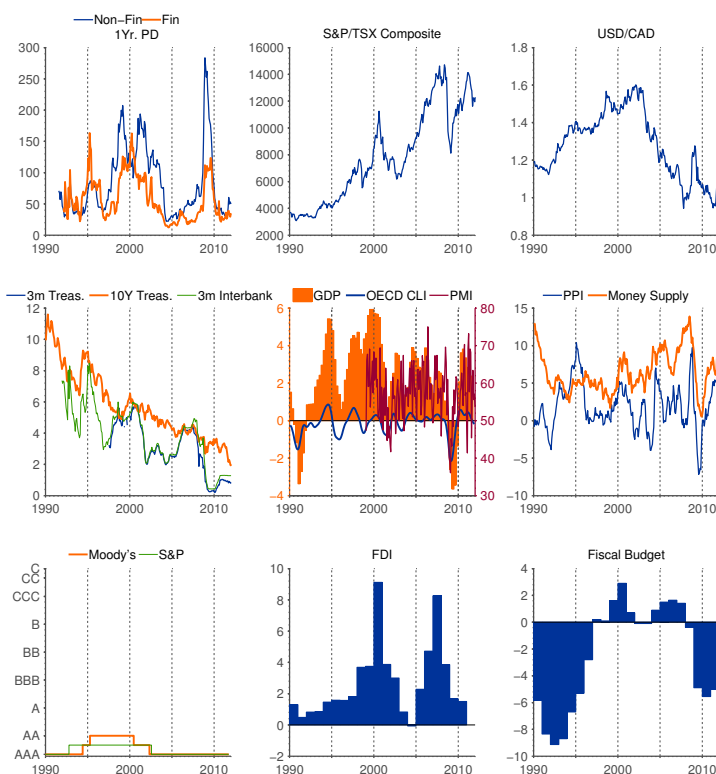 Non-Fin Fin
1Yr. PD
300
250
200
150
100
50
0
1990 2000 2010
S&P/TSX Composite
16000
14000
12000
10000
8000
6000
4000
2000
1990 2000 2010
USD/CAD
1.8
1.6
1.4
1.2
1
0.8
1990 2000 2010
3m Treas. 10Y Treas. 3m Interbank
12
10
8
6
4
2
0
1990 2000 2010
GDP OECD CLI PMI
6
4
2
0
−2
−4
80
70
60
50
40
30
1990 2000 2010
PPI Money Supply
15
10
5
0
−5
−10
1990 2000 2010
Moody's S&P
C
CC
CCC
B
BB
BBB
A
AA
AAA
1990 2000 2010
FDI
10
8
6
4
2
0
−2
1990 2000 2010
Fiscal Budget
4
2
0
−2
−4
−6
−8
−10
1990 2000 2010